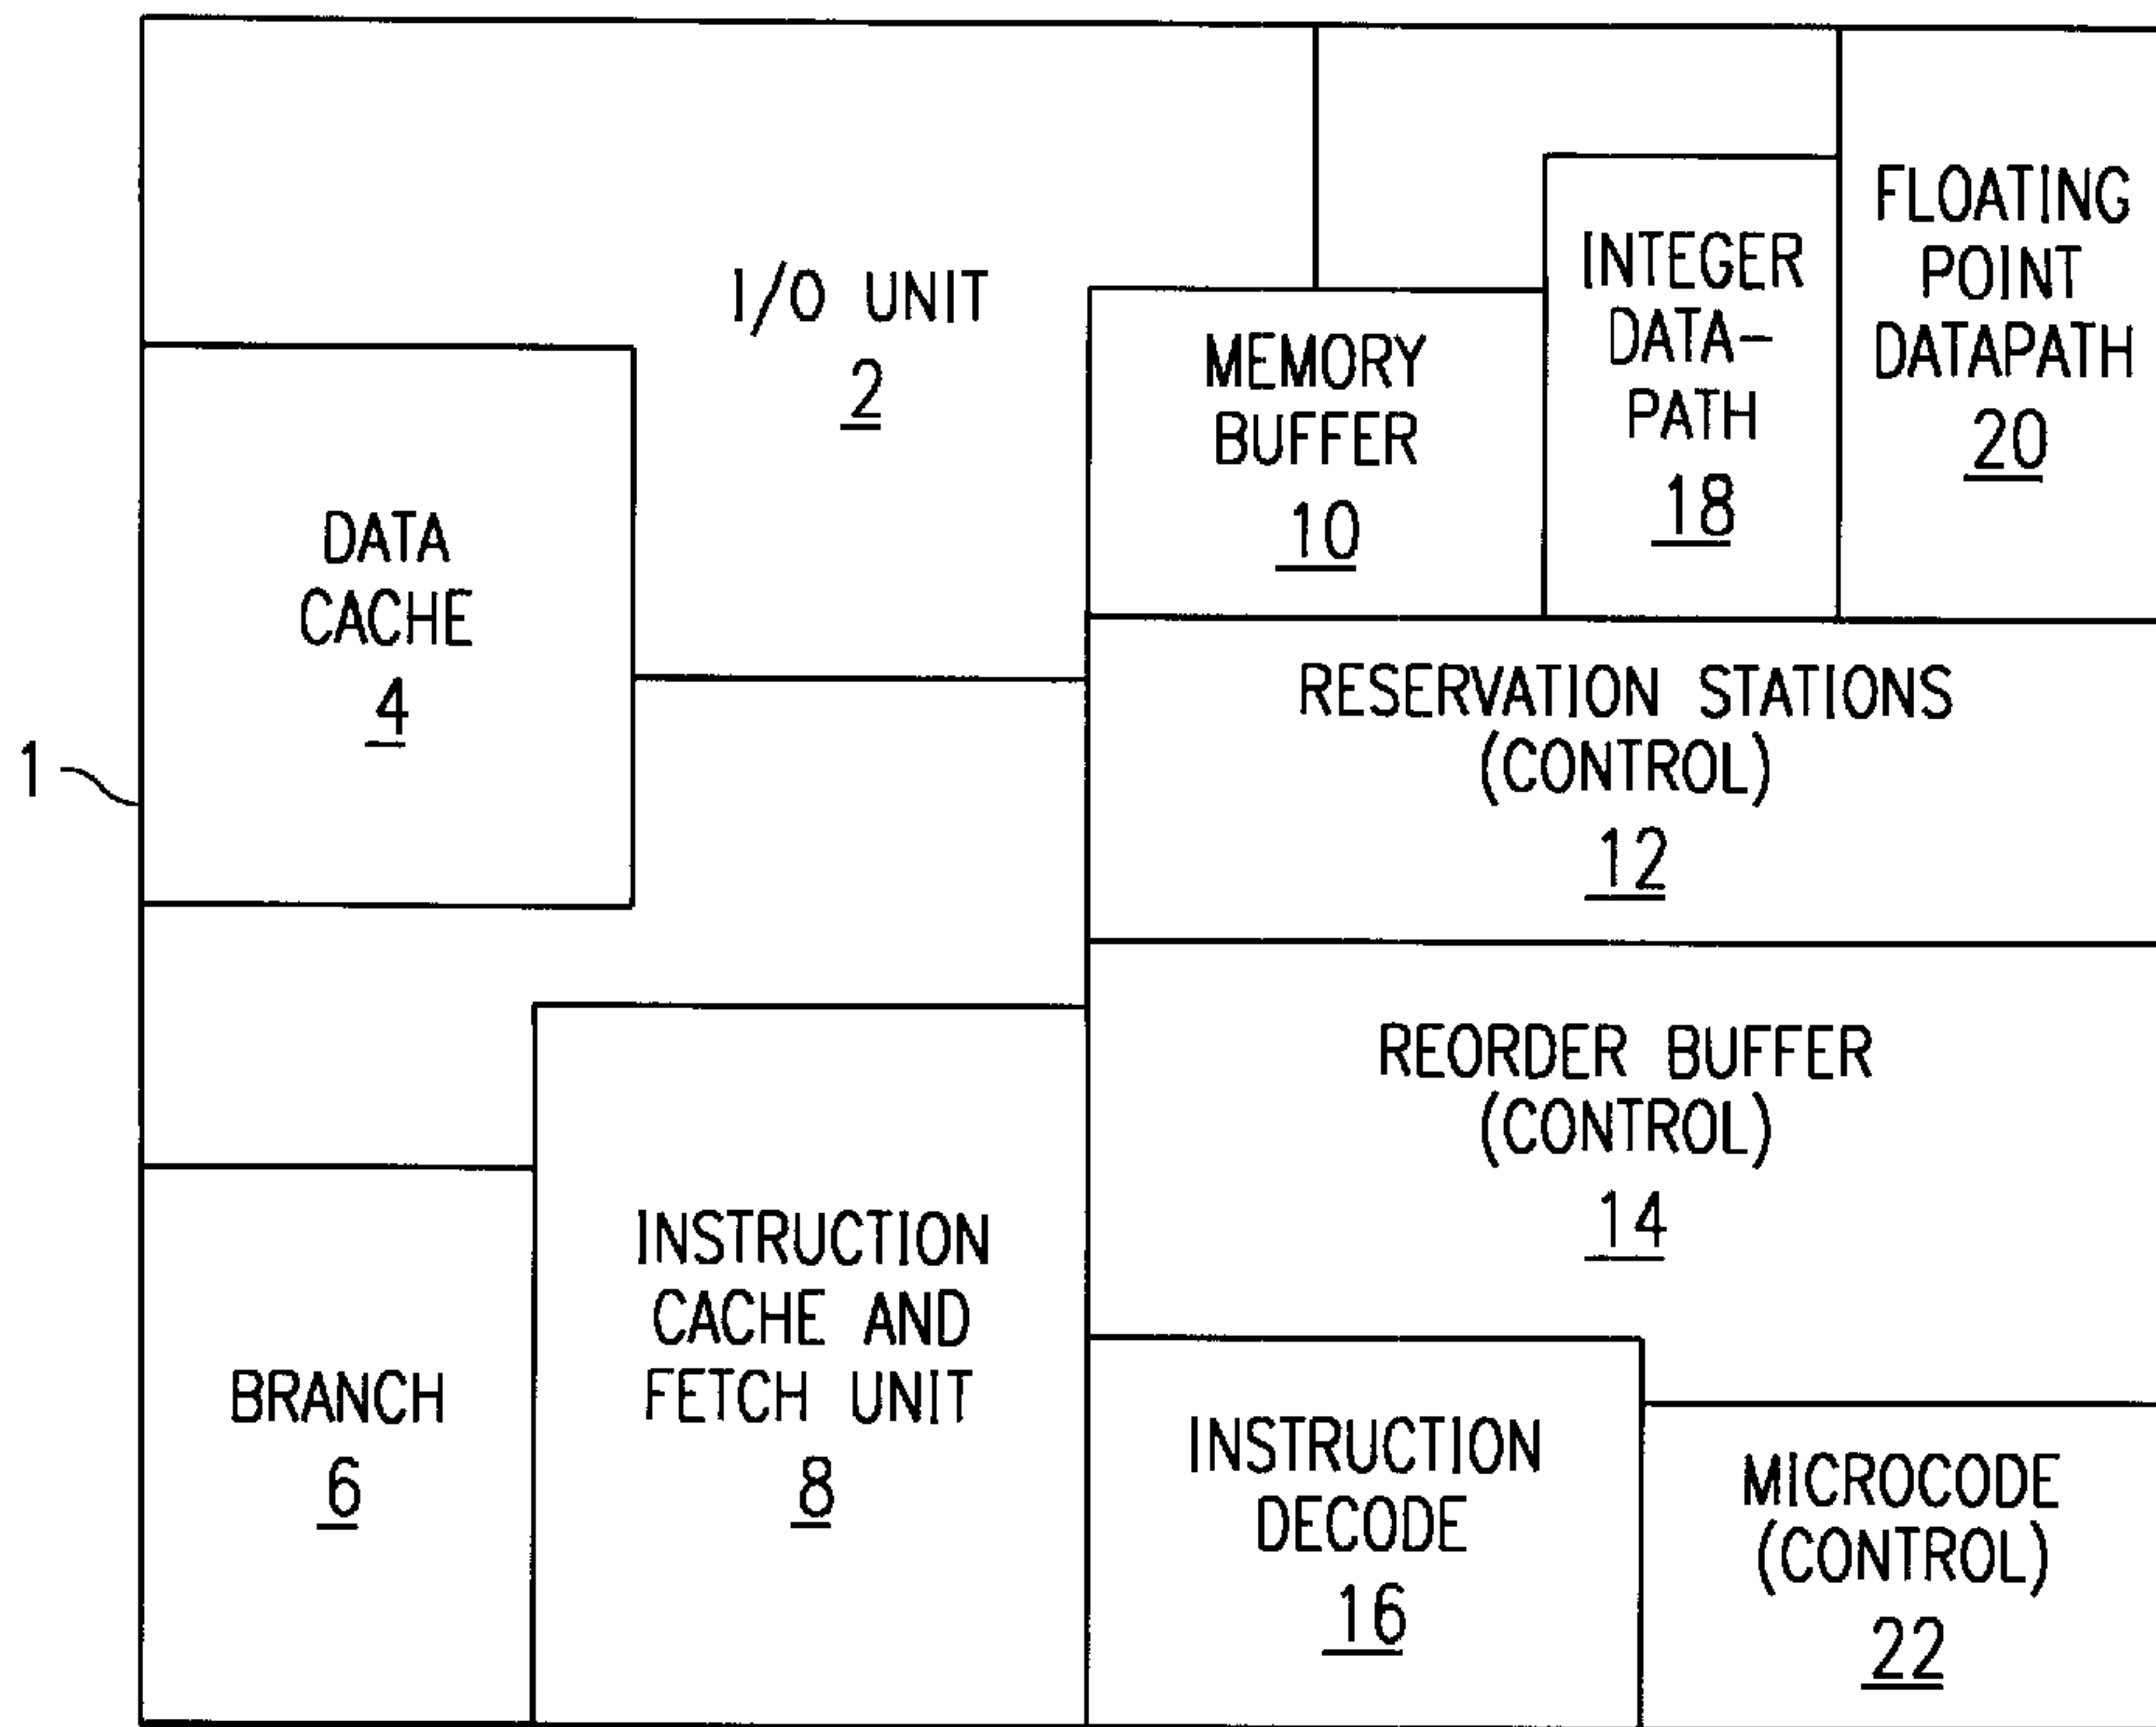 I/O UNIT
2
DATA
CACHE
4
1
BRANCH
6
INSTRUCTION
CACHE AND
FETCH UNIT
8
MEMORY
BUFFER
10
INTEGER
DATA-
PATH
18
FLOATING
POINT
DATAPATH
20
RESERVATION STATIONS
(CONTROL)
12
REORDER BUFFER
(CONTROL)
14
INSTRUCTION
DECODE
16
MICROCODE
(CONTROL)
22